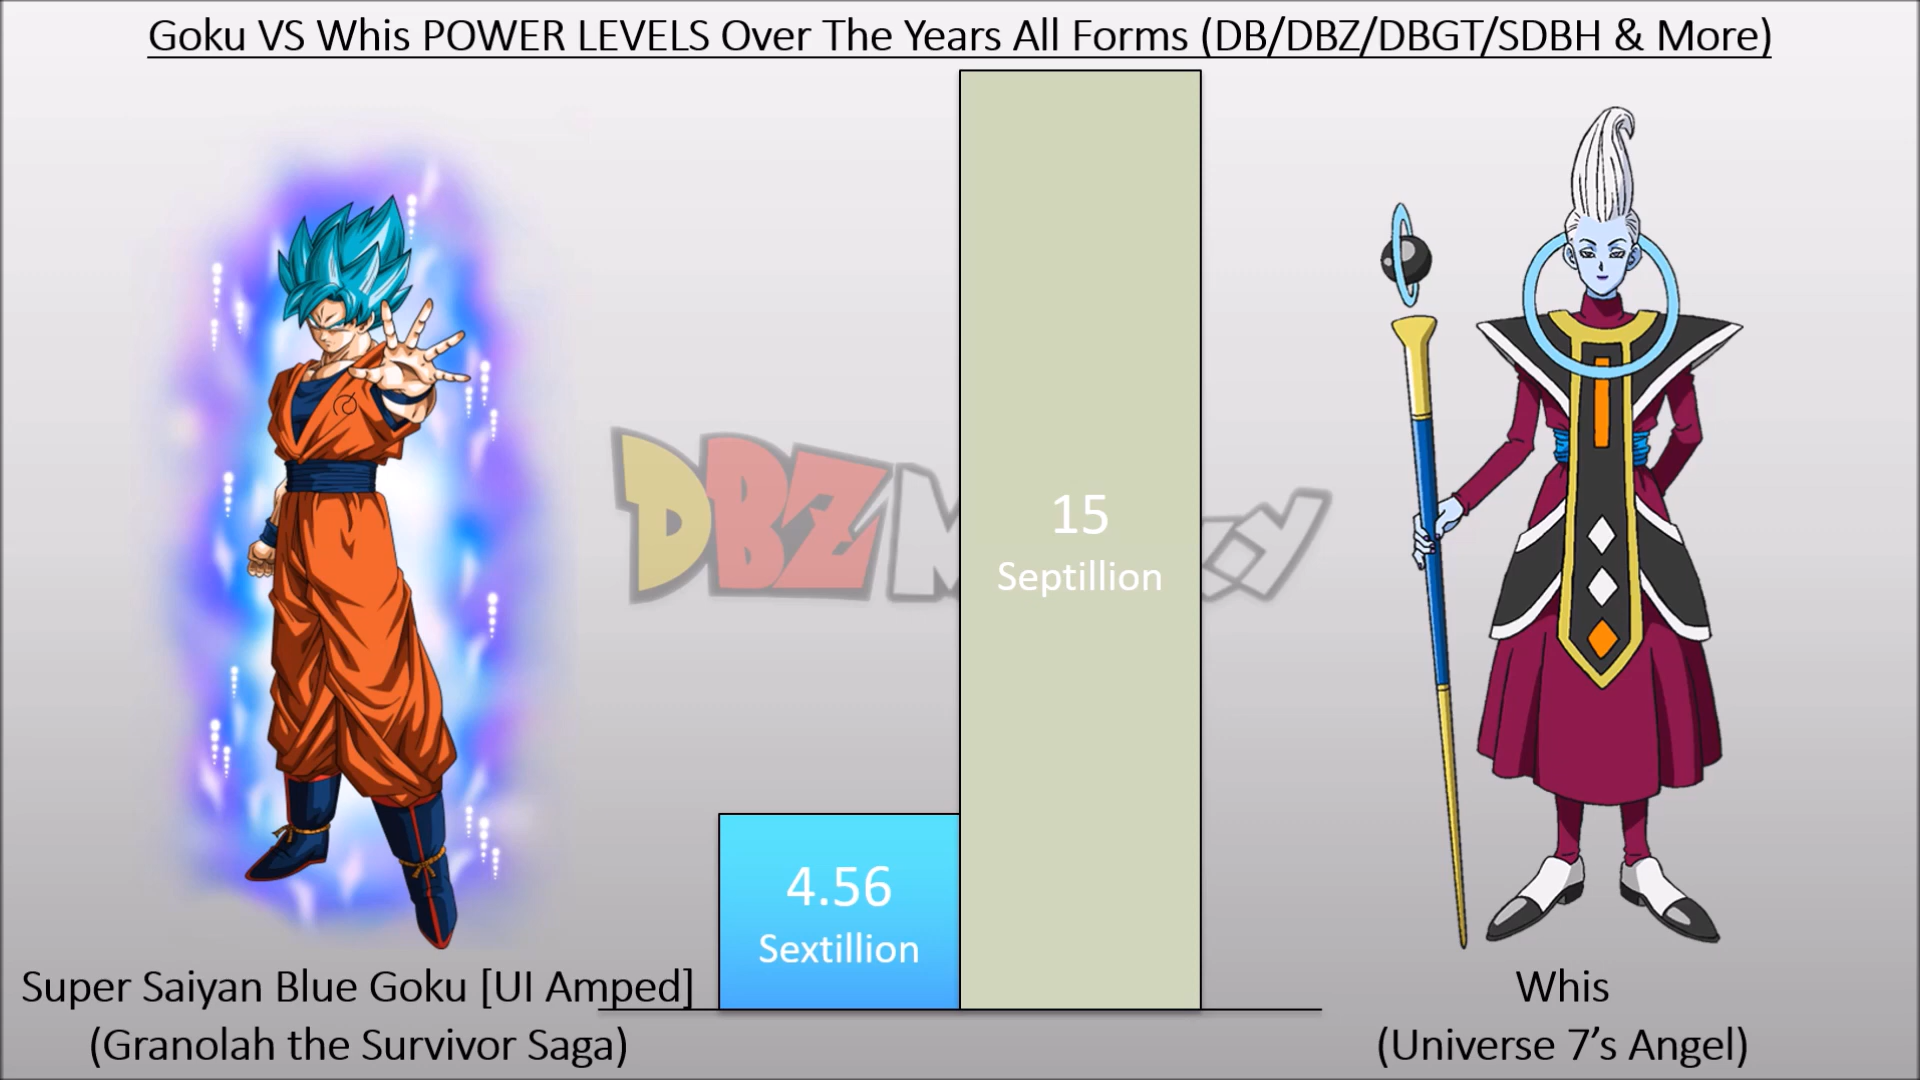 Goku VS Whis POWER LEVELS Over The Years All Forms (DB/DBZ/DBGT/SDBH & More)
DBZ
15
Septillion
4.56
Sextillion
Super Saiyan Blue Goku [UI Amped]
(Granolah the Survivor Saga)
Whis
(Universe 7’s Angel)